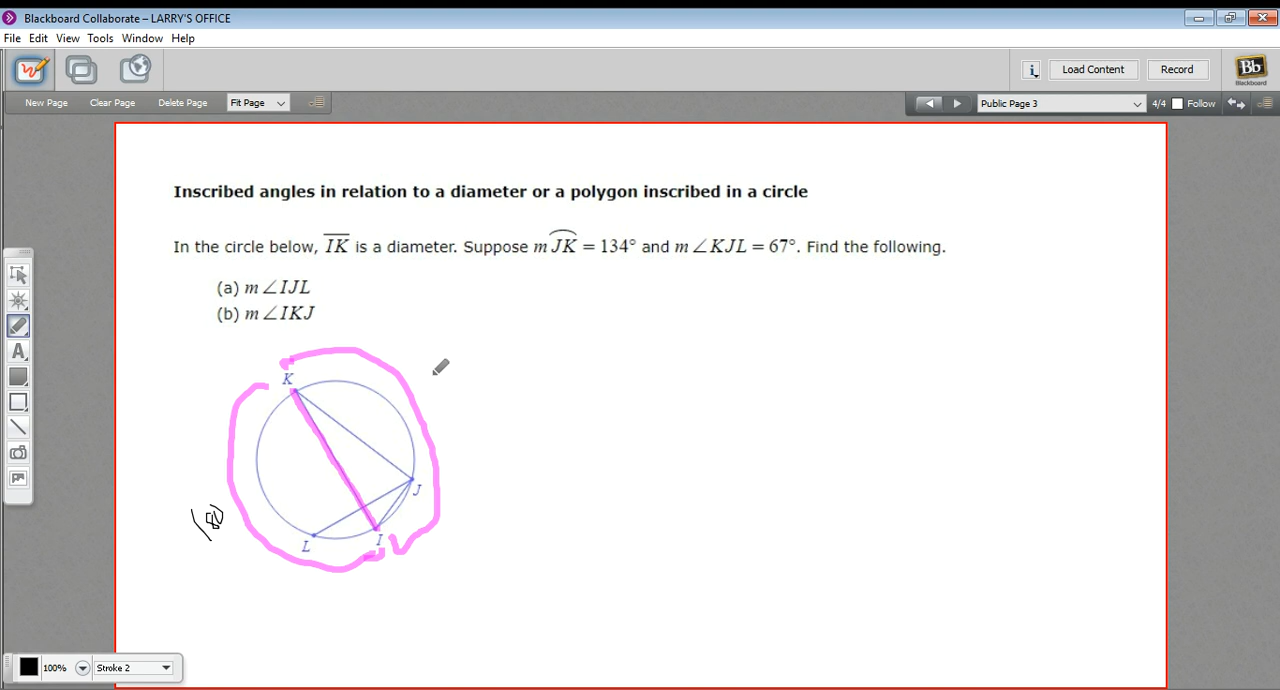 Blackboard Collaborate – LARRY'S OFFICE
File Edit View Tools Window Help
i Load Content Record Bb
Blackboard
New Page Clear Page Delete Page Fit Page Public Page 3 4/4 Follow
Inscribed angles in relation to a diameter or a polygon inscribed in a circle
In the circle below, IK is a diameter. Suppose m JK = 134° and m∠KJL = 67°. Find the following.
(a) m∠IJL
(b) m∠IKJ
A
K
J
L
I
100% Stroke 2